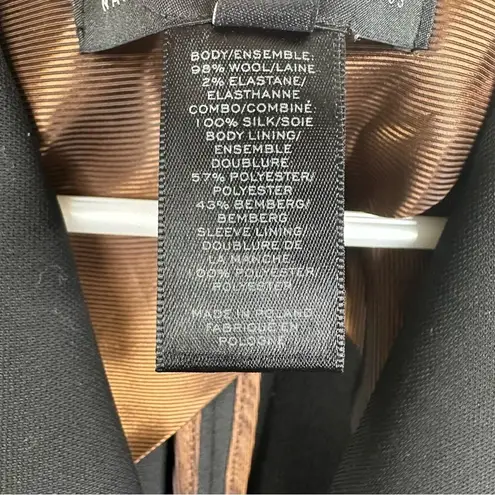 BODY/ENSEMBLE:
98% WOOL/LAINE
2% ELASTANE/
ELASTHANNE
COMBO/COMBINÉ:
100% SILK/SOIE
BODY LINING/
ENSEMBLE
DOUBLURE
57% POLYESTER/
POLYESTER
43% BEMBERG/
BEMBERG
SLEEVE LINING
DOUBLURE DE
LA MANCHE
100% POLYESTER
POLYESTER
MADE IN POLAND
FABRIQUE EN
POLOGNE